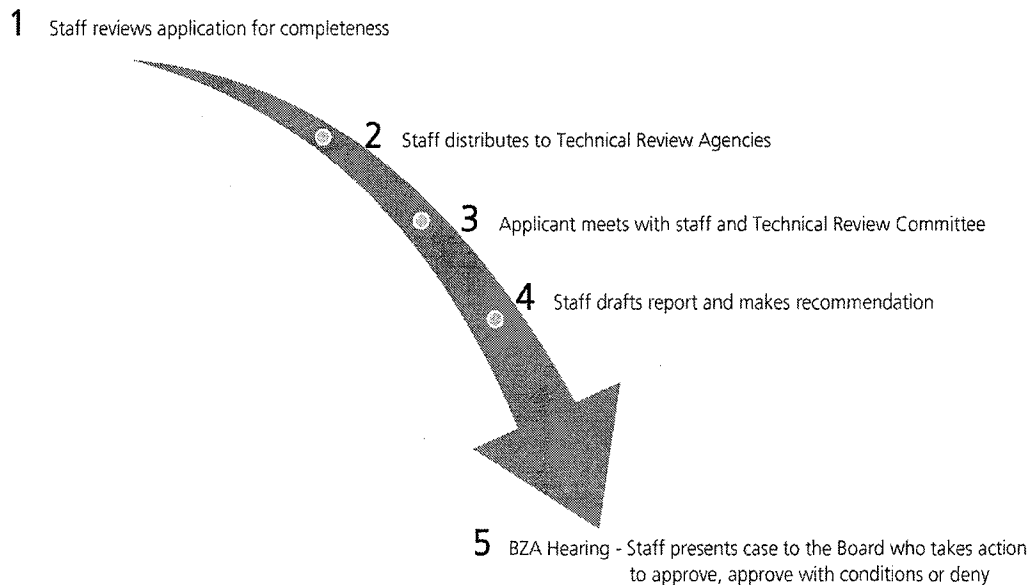 1 Staff reviews application for completeness
2 Staff distributes to Technical Review Agencies
3 Applicant meets with staff and Technical Review Committee
4 Staff drafts report and makes recommendation
5 BZA Hearing - Staff presents case to the Board who takes action
to approve, approve with conditions or deny